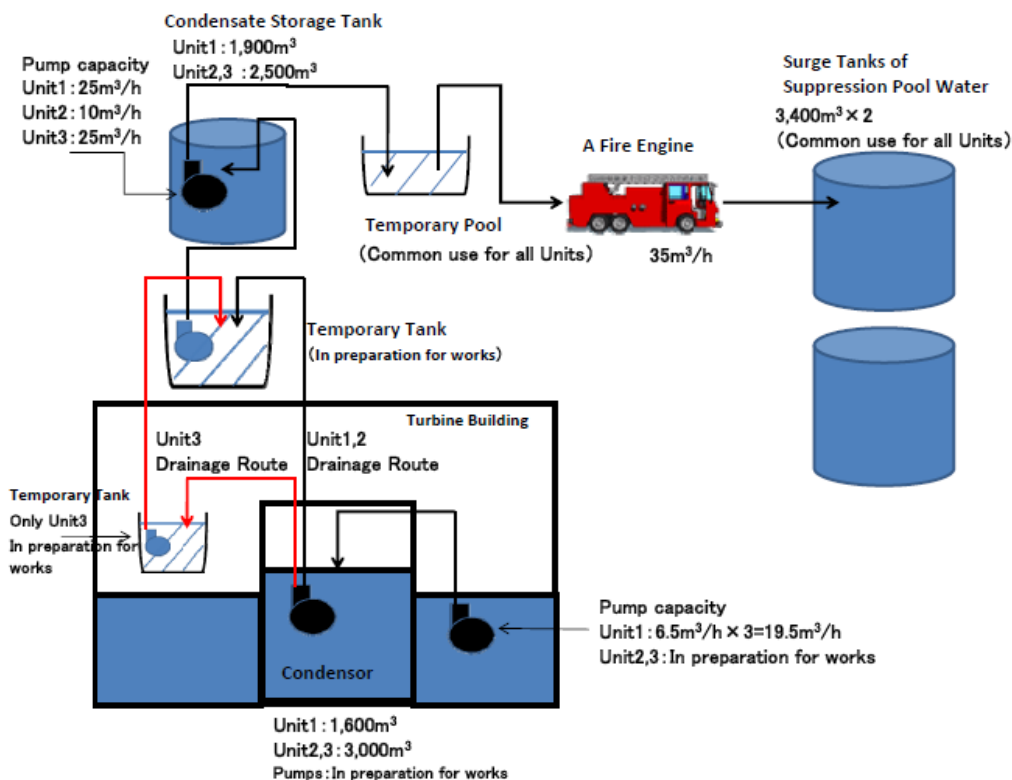 Condensate Storage Tank
Unit1 : 1,900m³
Unit2,3 : 2,500m³
Pump capacity
Unit1 : 25m³/h
Unit2 : 10m³/h
Unit3 : 25m³/h
Surge Tanks of
Suppression Pool Water
3,400m³ × 2
(Common use for all Units)
A Fire Engine
35m³/h
Temporary Pool
(Common use for all Units)
Temporary Tank
(In preparation for works)
Turbine Building
Unit3
Drainage Route
Unit1,2
Drainage Route
Temporary Tank
Only Unit3
In preparation for
works
Condensor
Pump capacity
Unit1 : 6.5m³/h × 3=19.5m³/h
Unit2,3 : In preparation for works
Unit1 : 1,600m³
Unit2,3 : 3,000m³
Pumps : In preparation for works